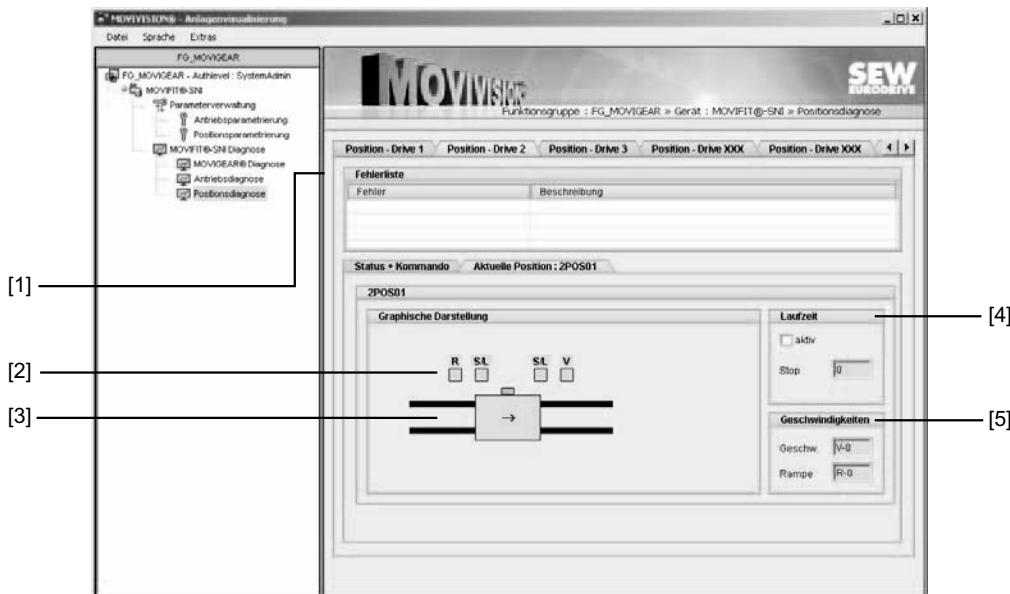 MOVIVISION® - Anlagenvisualisierung
Datei Sprache Extras
FG_MOVIGEAR
FG_MOVIGEAR - Authlevel : SystemAdmin
MOVIFIT®-SNI
Parameterverwaltung
Antriebsparametrierung
Positionsparametrierung
MOVIFIT®-SNI Diagnose
MOVIGEAR® Diagnose
Antriebsdiagnose
Positionsdiagnose
MOVIVISION®
SEW
EURODRIVE
Funktionsgruppe : FG_MOVIGEAR » Gerät : MOVIFIT®-SNI » Positionsdiagnose
Position - Drive 1 Position - Drive 2 Position - Drive 3 Position - Drive XXX Position - Drive XXX
Fehlerliste
Fehler Beschreibung
Status + Kommando Aktuelle Position : 2POS01
2POS01
Graphische Darstellung
R S/L S/L V
→
Laufzeit
aktiv
Stop 0
Geschwindigkeiten
Geschw. V-0
Rampe R-0
[1]
[2]
[3]
[4]
[5]